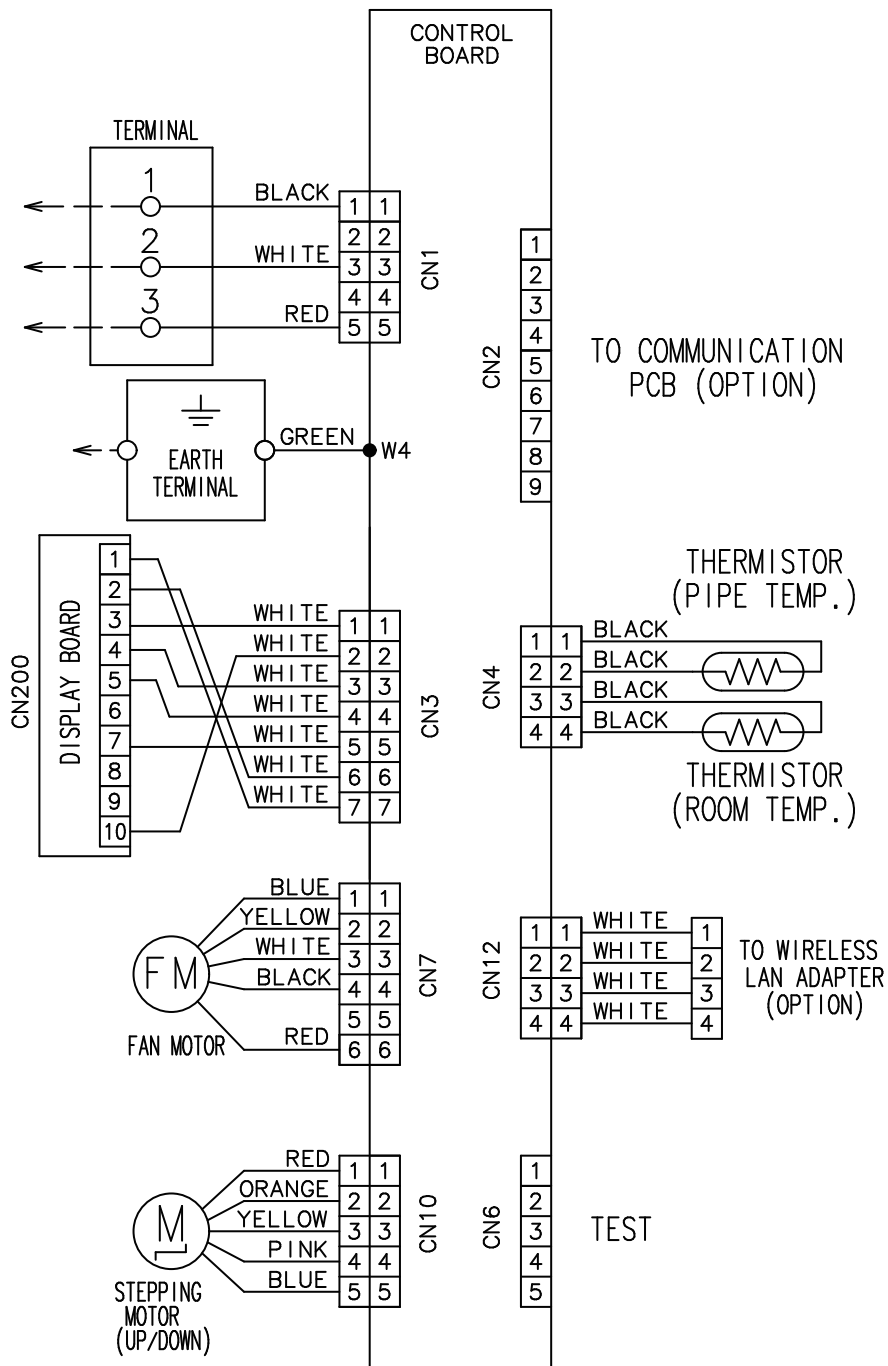 CONTROL
BOARD
TERMINAL
1
2
3
BLACK
WHITE
RED
1 1
2 2
3 3
4 4
5 5
CN1
EARTH
TERMINAL
GREEN
W4
CN2
1
2
3
4
5
6
7
8
9
TO COMMUNICATION
PCB (OPTION)
CN200
DISPLAY BOARD
1
2
3
4
5
6
7
8
9
10
WHITE
WHITE
WHITE
WHITE
WHITE
WHITE
WHITE
1 1
2 2
3 3
4 4
5 5
6 6
7 7
CN3
CN4
1 1
2 2
3 3
4 4
BLACK
BLACK
BLACK
BLACK
THERMISTOR
(PIPE TEMP.)
THERMISTOR
(ROOM TEMP.)
FM
FAN MOTOR
BLUE
YELLOW
WHITE
BLACK
RED
1 1
2 2
3 3
4 4
5 5
6 6
CN7
CN12
1 1
2 2
3 3
4 4
WHITE
WHITE
WHITE
WHITE
1
2
3
4
TO WIRELESS
LAN ADAPTER
(OPTION)
M
STEPPING
MOTOR
(UP/DOWN)
RED
ORANGE
YELLOW
PINK
BLUE
1 1
2 2
3 3
4 4
5 5
CN10
CN6
1
2
3
4
5
TEST